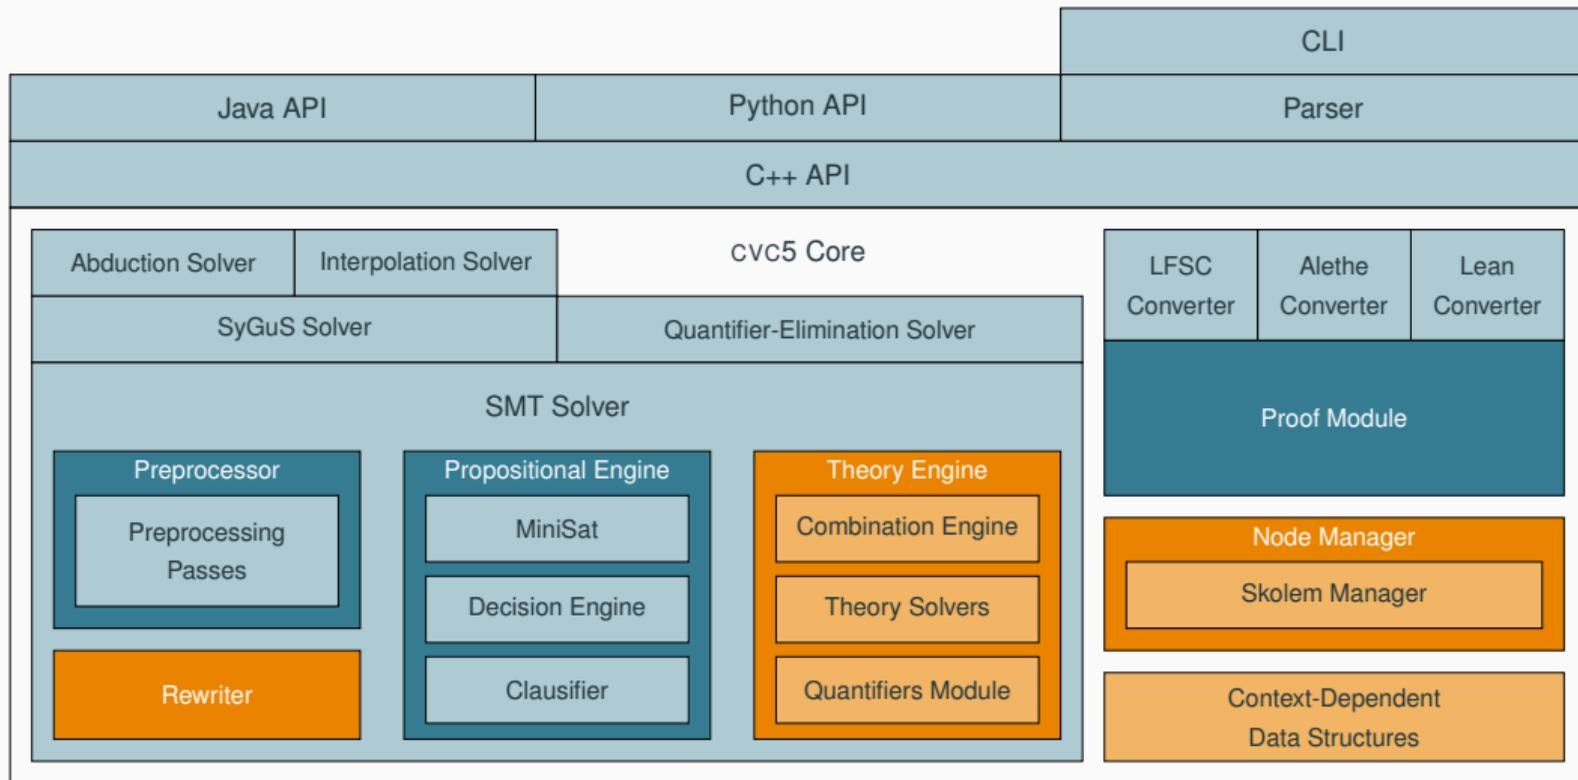 CLI
Java API
Python API
Parser
C++ API
Abduction Solver
Interpolation Solver
CVC5 Core
LFSC
Converter
Alethe
Converter
Lean
Converter
SyGuS Solver
Quantifier-Elimination Solver
SMT Solver
Proof Module
Preprocessor
Preprocessing
Passes
Rewriter
Propositional Engine
MiniSat
Decision Engine
Clausifier
Theory Engine
Combination Engine
Theory Solvers
Quantifiers Module
Node Manager
Skolem Manager
Context-Dependent
Data Structures